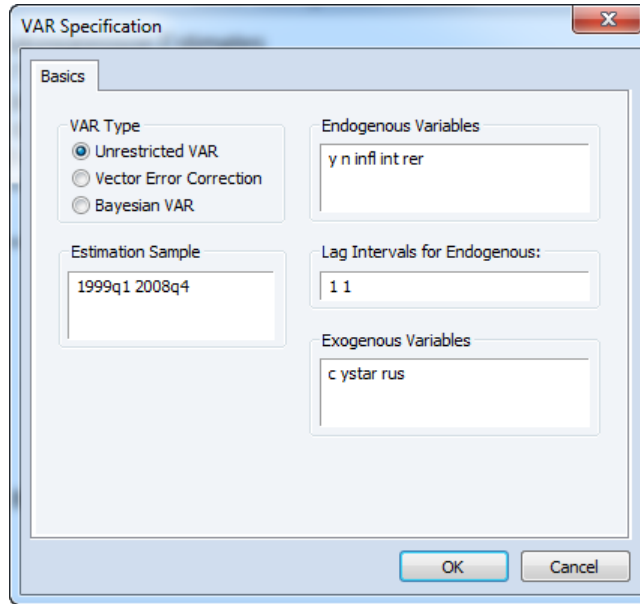 VAR Specification
Basics
VAR Type
Unrestricted VAR
Vector Error Correction
Bayesian VAR
Estimation Sample
1999q1 2008q4
Endogenous Variables
y n infl int rer
Lag Intervals for Endogenous:
1 1
Exogenous Variables
c ystar rus
OK
Cancel